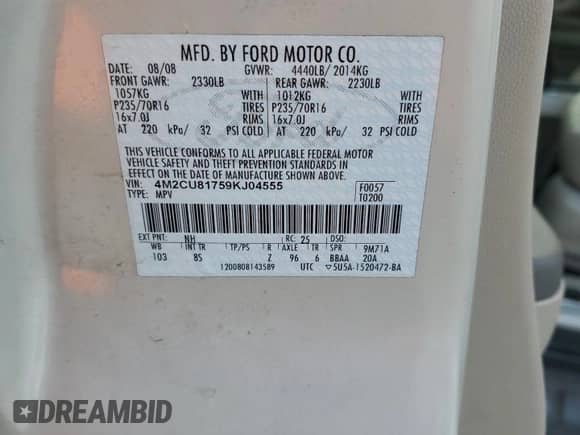 MFD. BY FORD MOTOR CO.
DATE: 08/08 GVWR: 4440LB/ 2014KG
FRONT GAWR: 2330LB REAR GAWR: 2230LB
1057KG WITH 1012KG WITH
P235/70R16 TIRES P235/70R16 TIRES
16x7.0J RIMS 16x7.0J RIMS
AT 220 kPa/ 32 PSI COLD AT 220 kPa/ 32 PSI COLD
THIS VEHICLE CONFORMS TO ALL APPLICABLE FEDERAL MOTOR
VEHICLE SAFETY AND THEFT PREVENTION STANDARDS IN
EFFECT ON THE DATE OF MANUFACTURE SHOWN ABOVE.
VIN: 4M2CU81759KJ04555 F0057
TYPE: MPV T0200
EXT PNT: NH RC: 25 DSO:
WB INT TR TP/PS R AXLE TR SPR 9M71A
103 8S Z 96 6 BBAA 20A
12008081435B9 UTC ▽5U5A-1520472-BA
DREAMBID